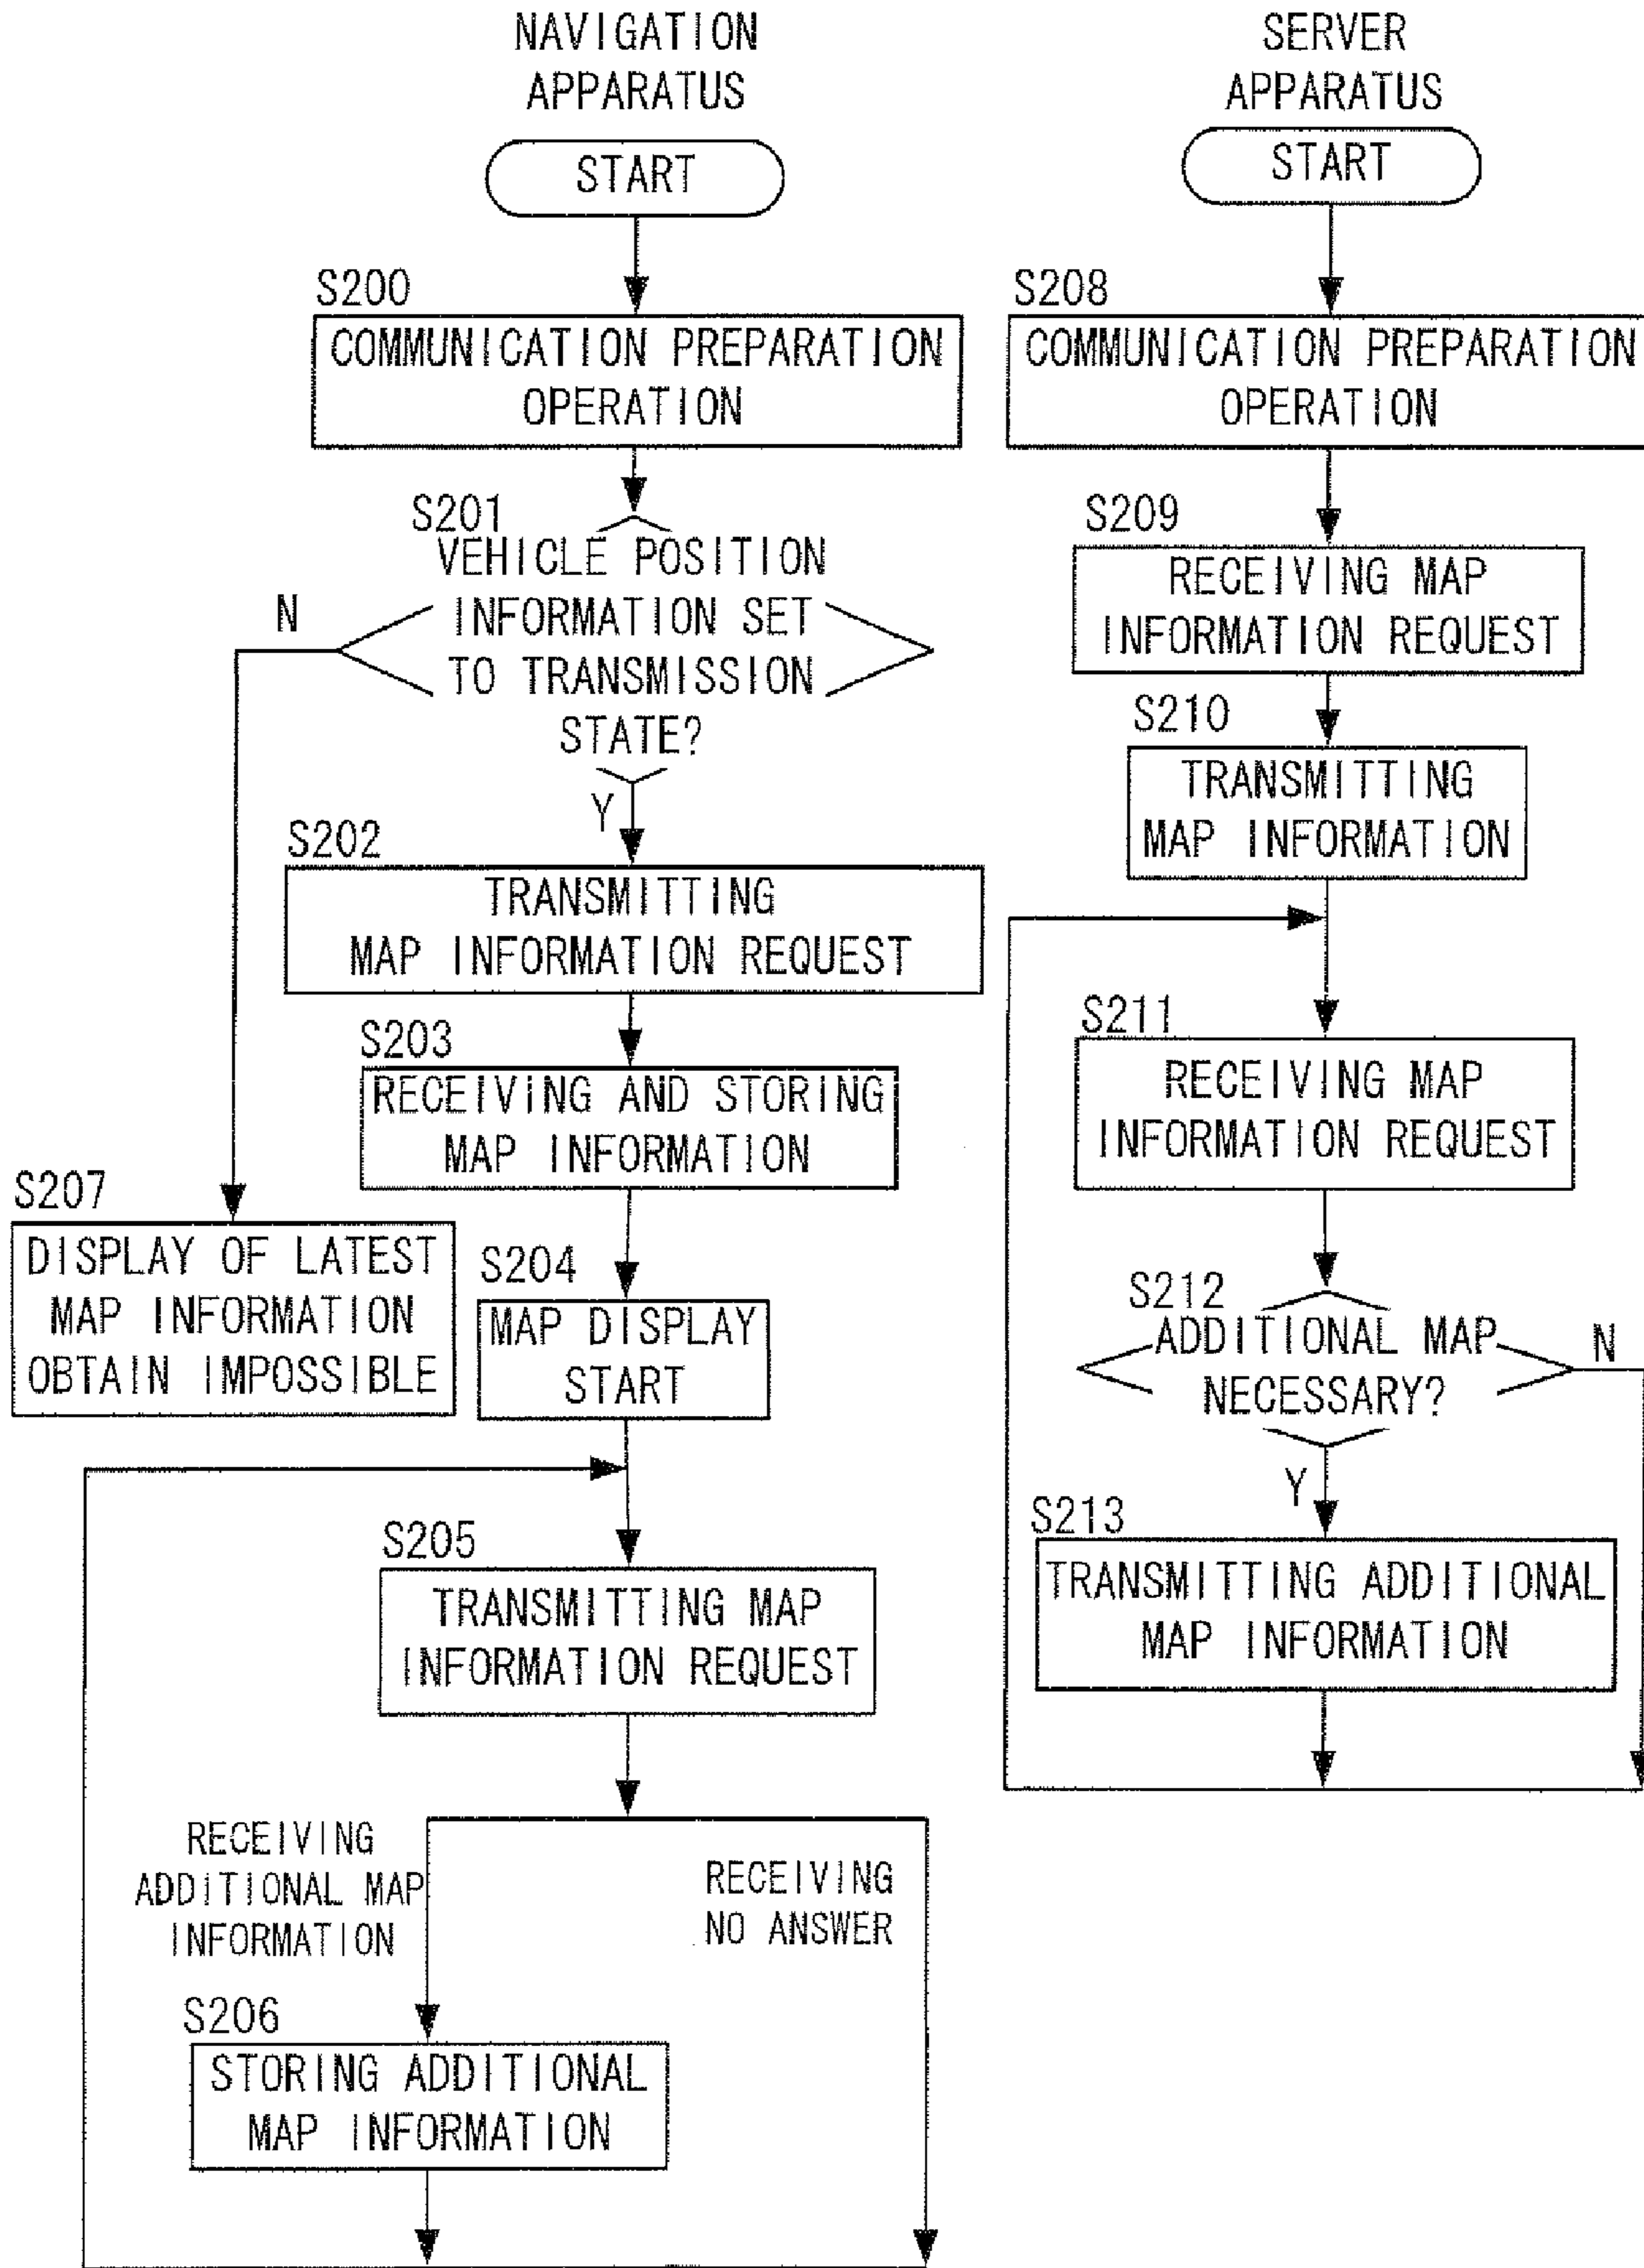 NAVIGATION
APPARATUS
START
S200
COMMUNICATION PREPARATION
OPERATION
S201
VEHICLE POSITION
INFORMATION SET
TO TRANSMISSION
STATE?
N
Y
S202
TRANSMITTING
MAP INFORMATION REQUEST
S203
RECEIVING AND STORING
MAP INFORMATION
S207
DISPLAY OF LATEST
MAP INFORMATION
OBTAIN IMPOSSIBLE
S204
MAP DISPLAY
START
S205
TRANSMITTING MAP
INFORMATION REQUEST
RECEIVING
ADDITIONAL MAP
INFORMATION
RECEIVING
NO ANSWER
S206
STORING ADDITIONAL
MAP INFORMATION
SERVER
APPARATUS
START
S208
COMMUNICATION PREPARATION
OPERATION
S209
RECEIVING MAP
INFORMATION REQUEST
S210
TRANSMITTING
MAP INFORMATION
S211
RECEIVING MAP
INFORMATION REQUEST
S212
ADDITIONAL MAP
NECESSARY?
N
Y
S213
TRANSMITTING ADDITIONAL
MAP INFORMATION